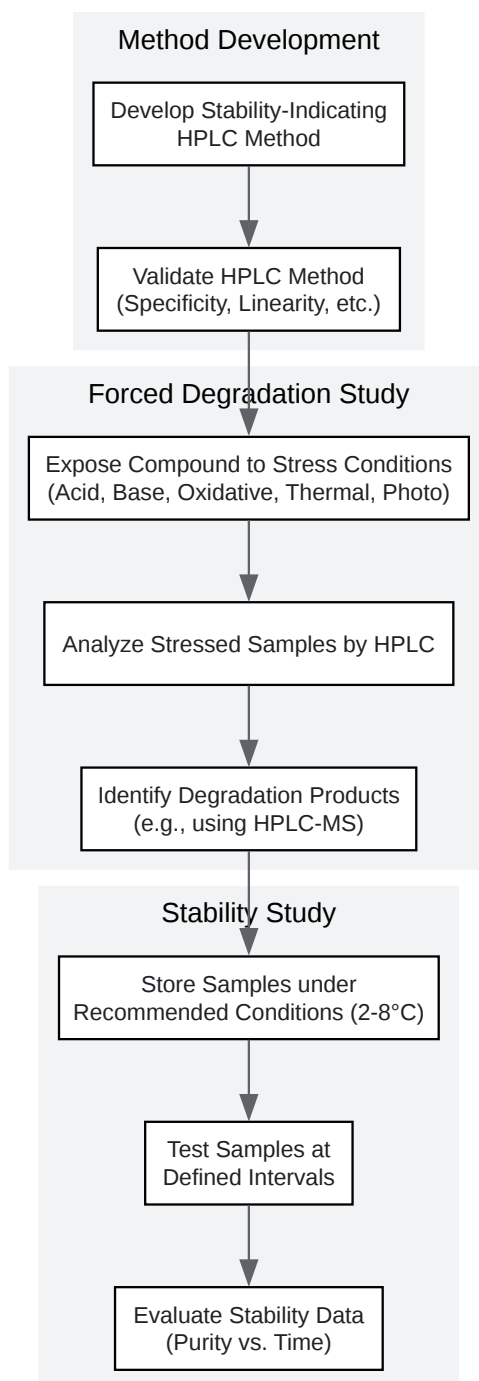 Method Development
Develop Stability-Indicating
HPLC Method
Validate HPLC Method
(Specificity, Linearity, etc.)
Forced Degradation Study
Expose Compound to Stress Conditions
(Acid, Base, Oxidative, Thermal, Photo)
Analyze Stressed Samples by HPLC
Identify Degradation Products
(e.g., using HPLC-MS)
Stability Study
Store Samples under
Recommended Conditions (2-8°C)
Test Samples at
Defined Intervals
Evaluate Stability Data
(Purity vs. Time)